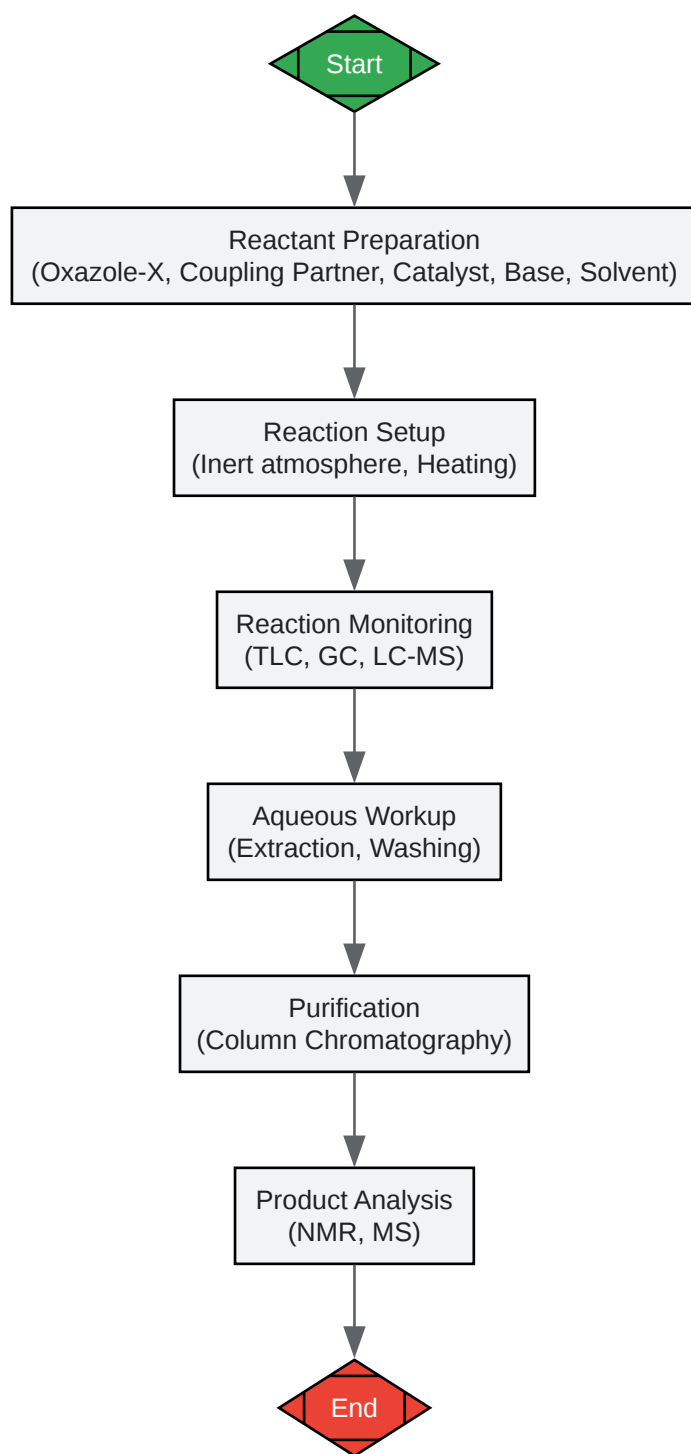 Start
Reactant Preparation
(Oxazole-X, Coupling Partner, Catalyst, Base, Solvent)
Reaction Setup
(Inert atmosphere, Heating)
Reaction Monitoring
(TLC, GC, LC-MS)
Aqueous Workup
(Extraction, Washing)
Purification
(Column Chromatography)
Product Analysis
(NMR, MS)
End